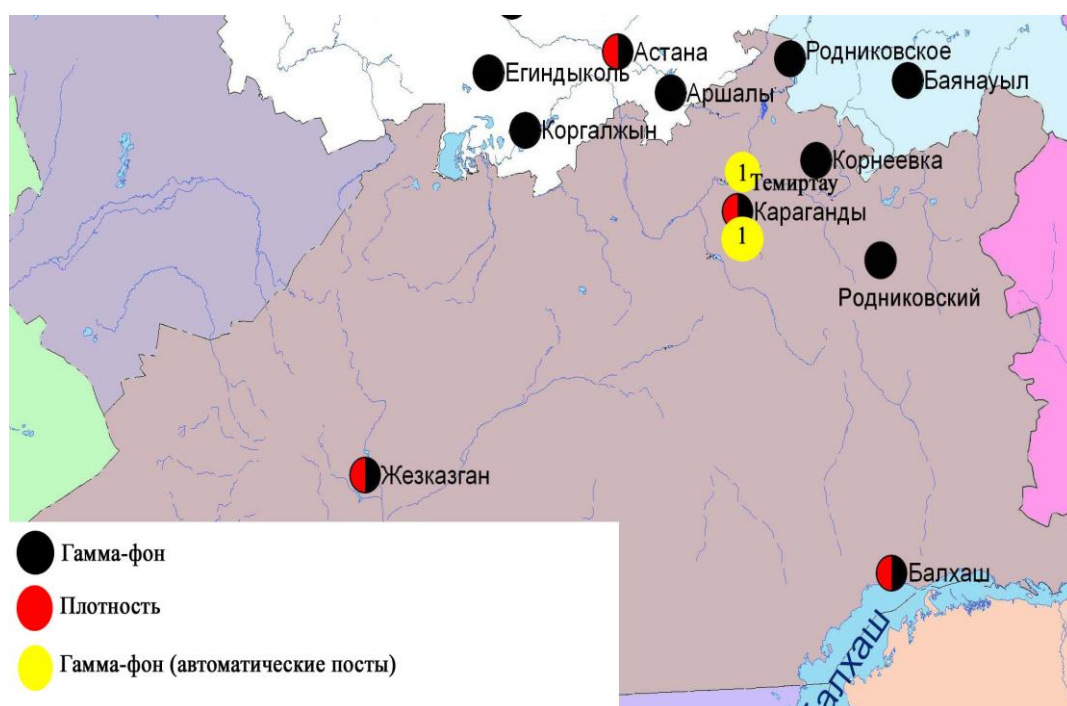 Астана
Родниковское
Егиндыколь
Баянауыл
Аршалы
Коргалжын
Корнеевка
1
Темиртау
Караганды
1
Родниковский
Жезказган
Балхаш
Балхаш
Гамма-фон
Плотность
Гамма-фон (автоматические посты)